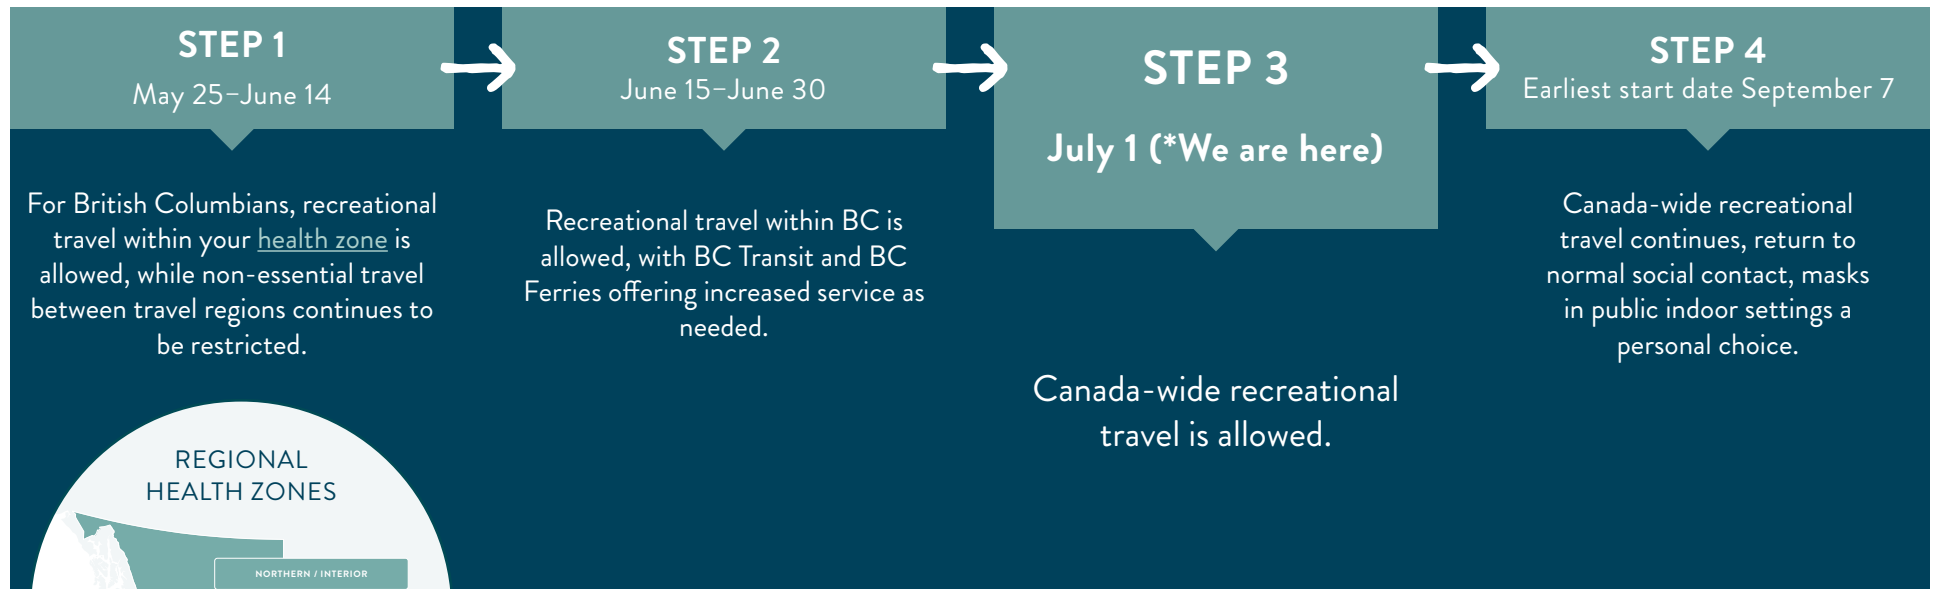 STEP 1
May 25–June 14
For British Columbians, recreational
travel within your health zone is
allowed, while non-essential travel
between travel regions continues to
be restricted.
REGIONAL
HEALTH ZONES
NORTHERN / INTERIOR
STEP 2
June 15–June 30
Recreational travel within BC is
allowed, with BC Transit and BC
Ferries offering increased service as
needed.
STEP 3
July 1 (*We are here)
Canada-wide recreational
travel is allowed.
STEP 4
Earliest start date September 7
Canada-wide recreational
travel continues, return to
normal social contact, masks
in public indoor settings a
personal choice.